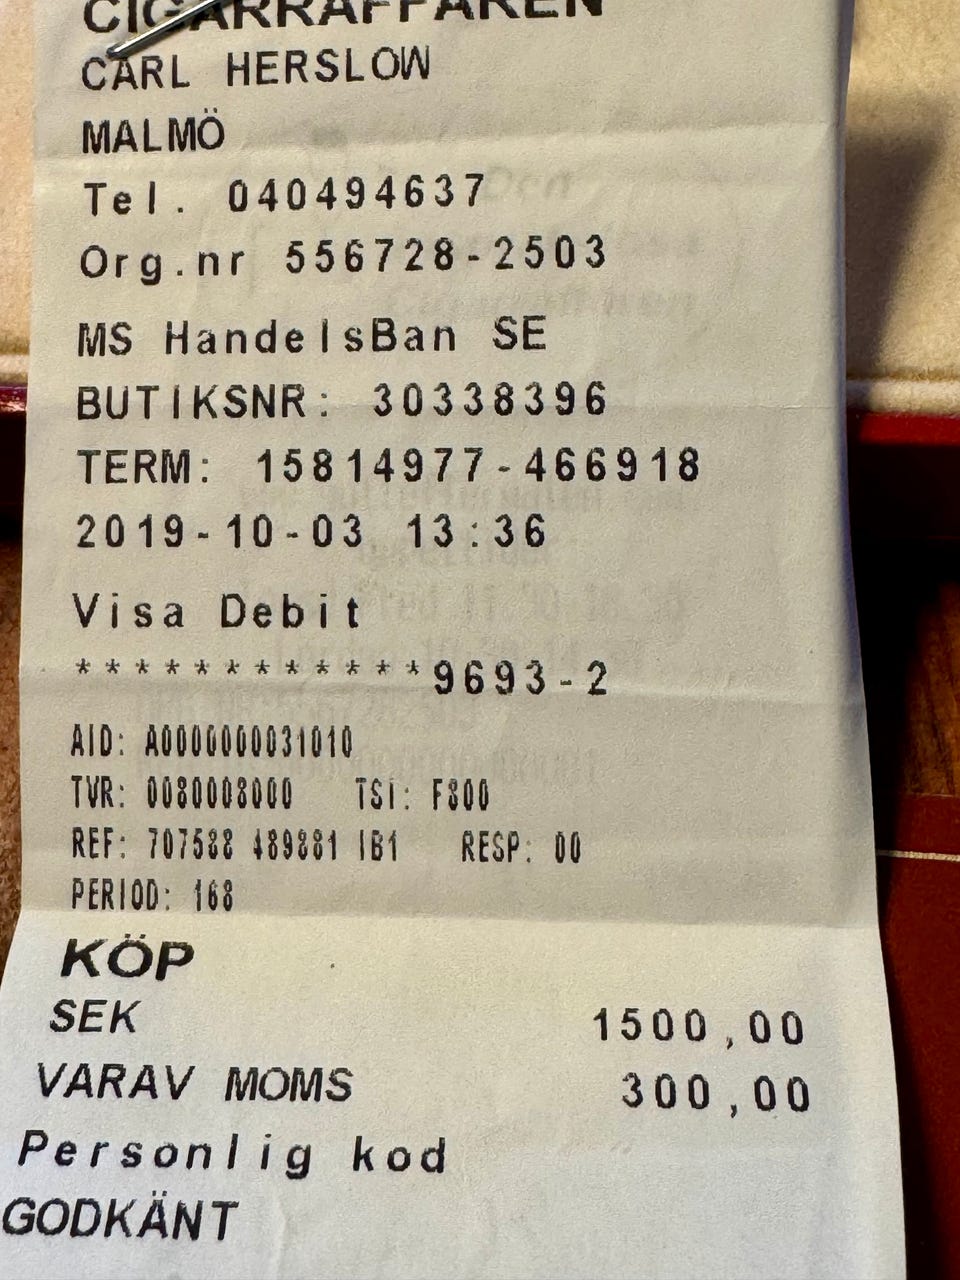 CIGARRAFFÄREN
CARL HERSLOW
MALMÖ
Tel. 040494637
Org.nr 556728-2503
MS HandelsBan SE
BUTIKSNR: 30338396
TERM: 15814977-466918
2019-10-03 13:36
Visa Debit
************9693-2
AID: A0000000031010
TVR: 0080008000 TSI: F800
REF: 707588 489881 IB1 RESP: 00
PERIOD: 168
KÖP
SEK 1500,00
VARAV MOMS 300,00
Personlig kod
GODKÄNT